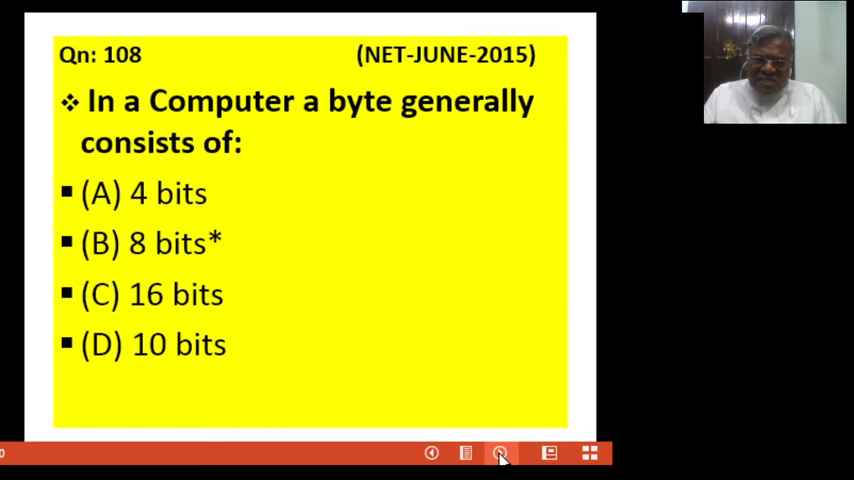 Qn: 108 (NET-JUNE-2015)
❖ In a Computer a byte generally
consists of:
▪ (A) 4 bits
▪ (B) 8 bits*
▪ (C) 16 bits
▪ (D) 10 bits
0